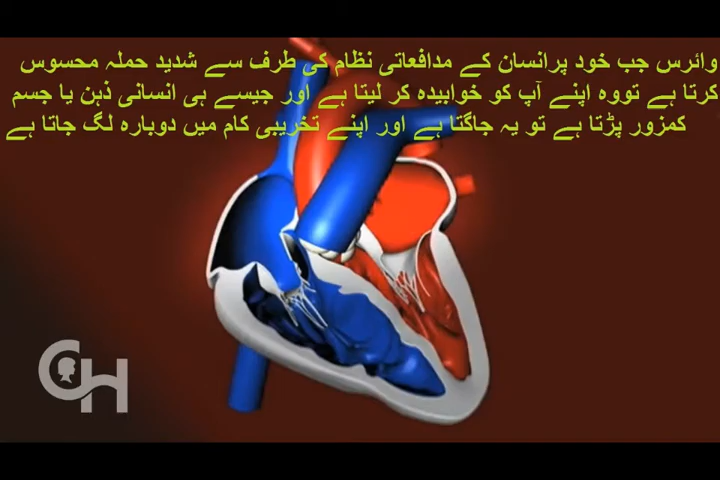 وائرس جب خود پرانسان کے مدافعاتی نظام کی طرف سے شدید حملہ محسوس
کرتا ہے تووہ اپنے آپ کو خوابیدہ کر لیتا ہے اور جیسے ہی انسانی ذہن یا جسم
کمزور پڑتا ہے تو یہ جاگتا ہے اور اپنے تخریبی کام میں دوبارہ لگ جاتا ہے
CH